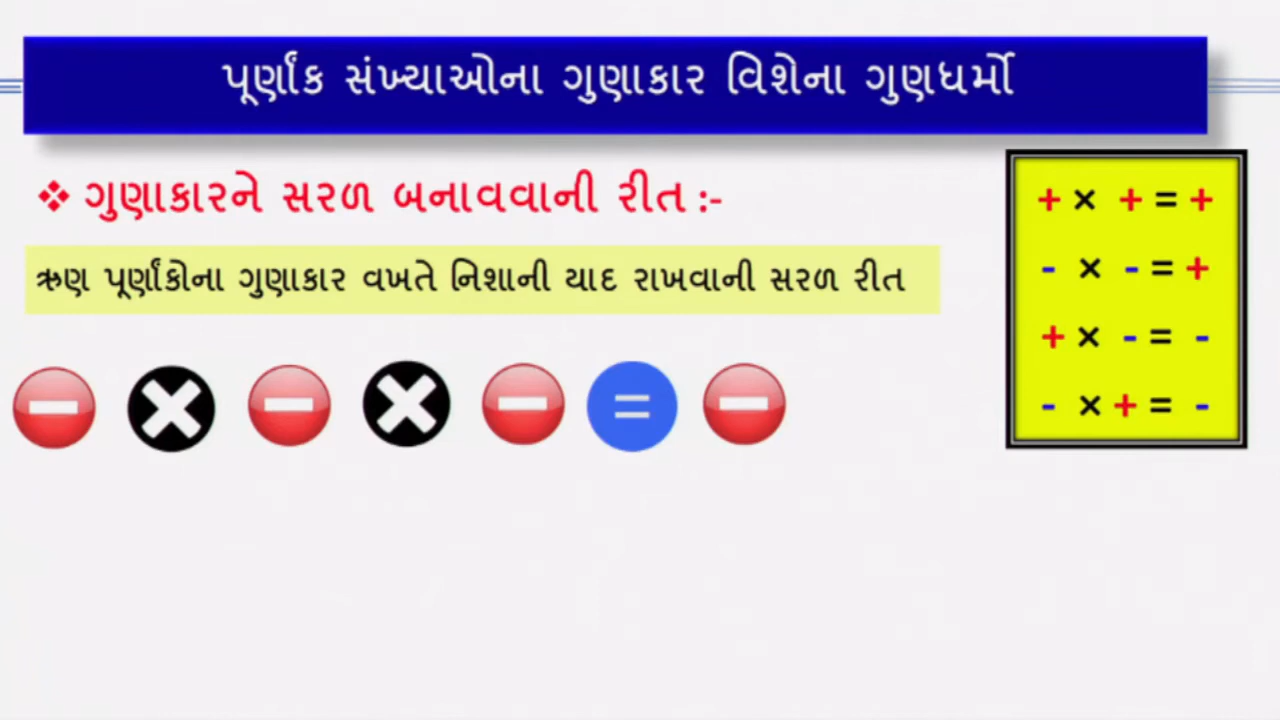 પૂર્ણાંક સંખ્યાઓના ગુણાકાર વિશેના ગુણધર્મો
❖ ગુણાકારને સરળ બનાવવાની રીત :-
ઋણ પૂર્ણાંકોના ગુણાકાર વખતે નિશાની યાદ રાખવાની સરળ રીત
+ × + = +
- × - = +
+ × - = -
- × + = -
- × - × - = -